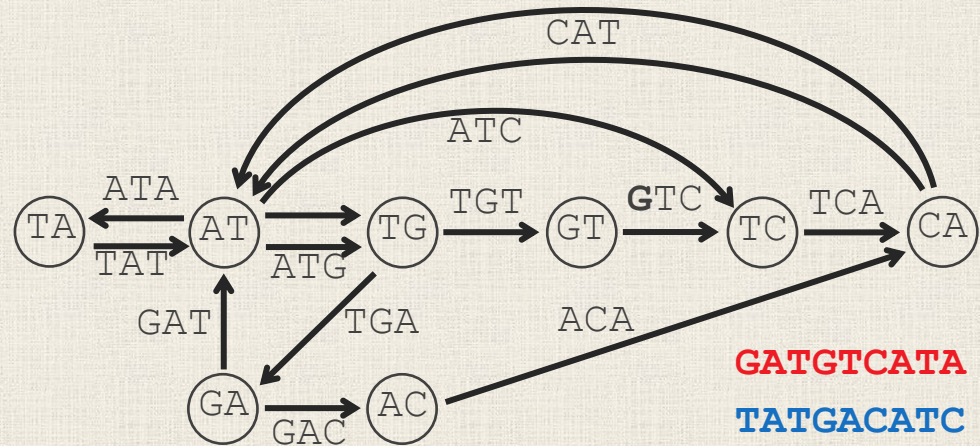 CAT
ATC
ATA
TGT
GTC
TCA
TA
AT
TG
GT
TC
CA
TAT
ATG
GAT
TGA
ACA
GATGTCATA
GA
AC
TATGACATC
GAC